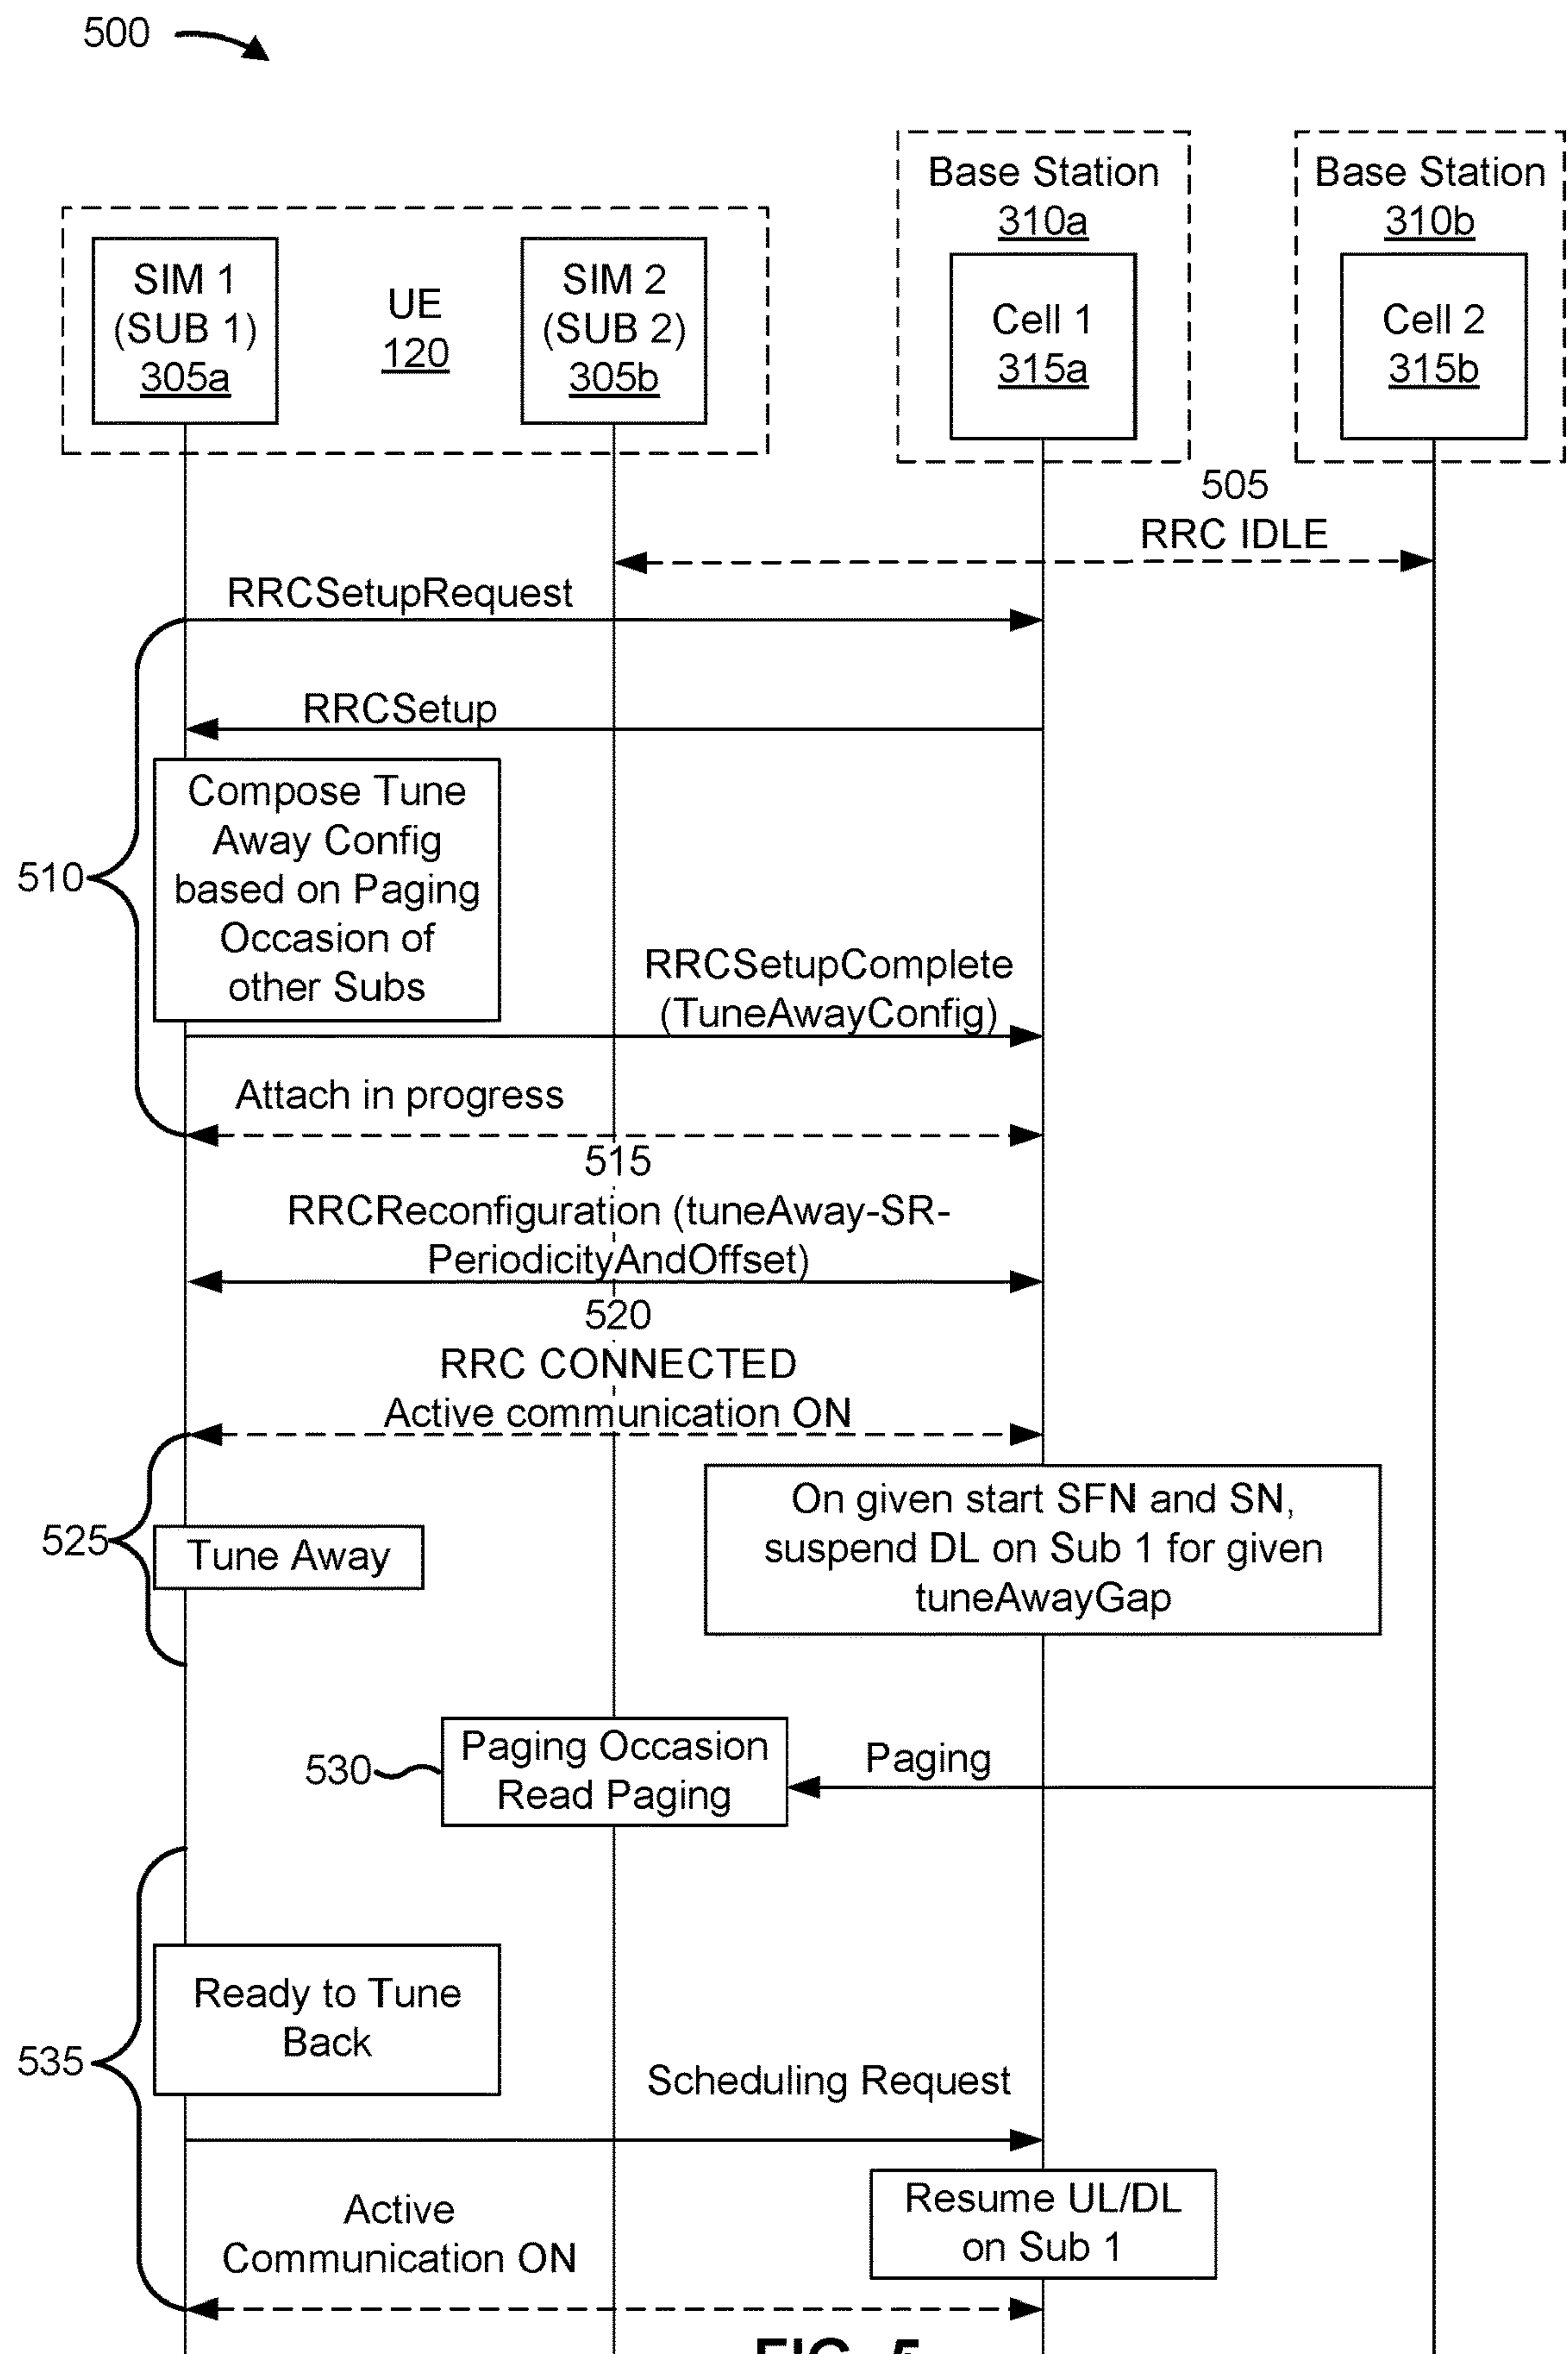 500
Base Station
310a
Base Station
310b
SIM 1
(SUB 1)
305a
UE
120
SIM 2
(SUB 2)
305b
Cell 1
315a
Cell 2
315b
505
RRC IDLE
RRCSetupRequest
RRCSetup
Compose Tune
Away Config
based on Paging
Occasion of
other Subs
510
RRCSetupComplete
(TuneAwayConfig)
Attach in progress
515
RRCReconfiguration (tuneAway-SR-
PeriodicityAndOffset)
520
RRC CONNECTED
Active communication ON
On given start SFN and SN,
suspend DL on Sub 1 for given
tuneAwayGap
525
Tune Away
530
Paging Occasion
Read Paging
Paging
Ready to Tune
Back
535
Scheduling Request
Resume UL/DL
on Sub 1
Active
Communication ON
FIG. 5